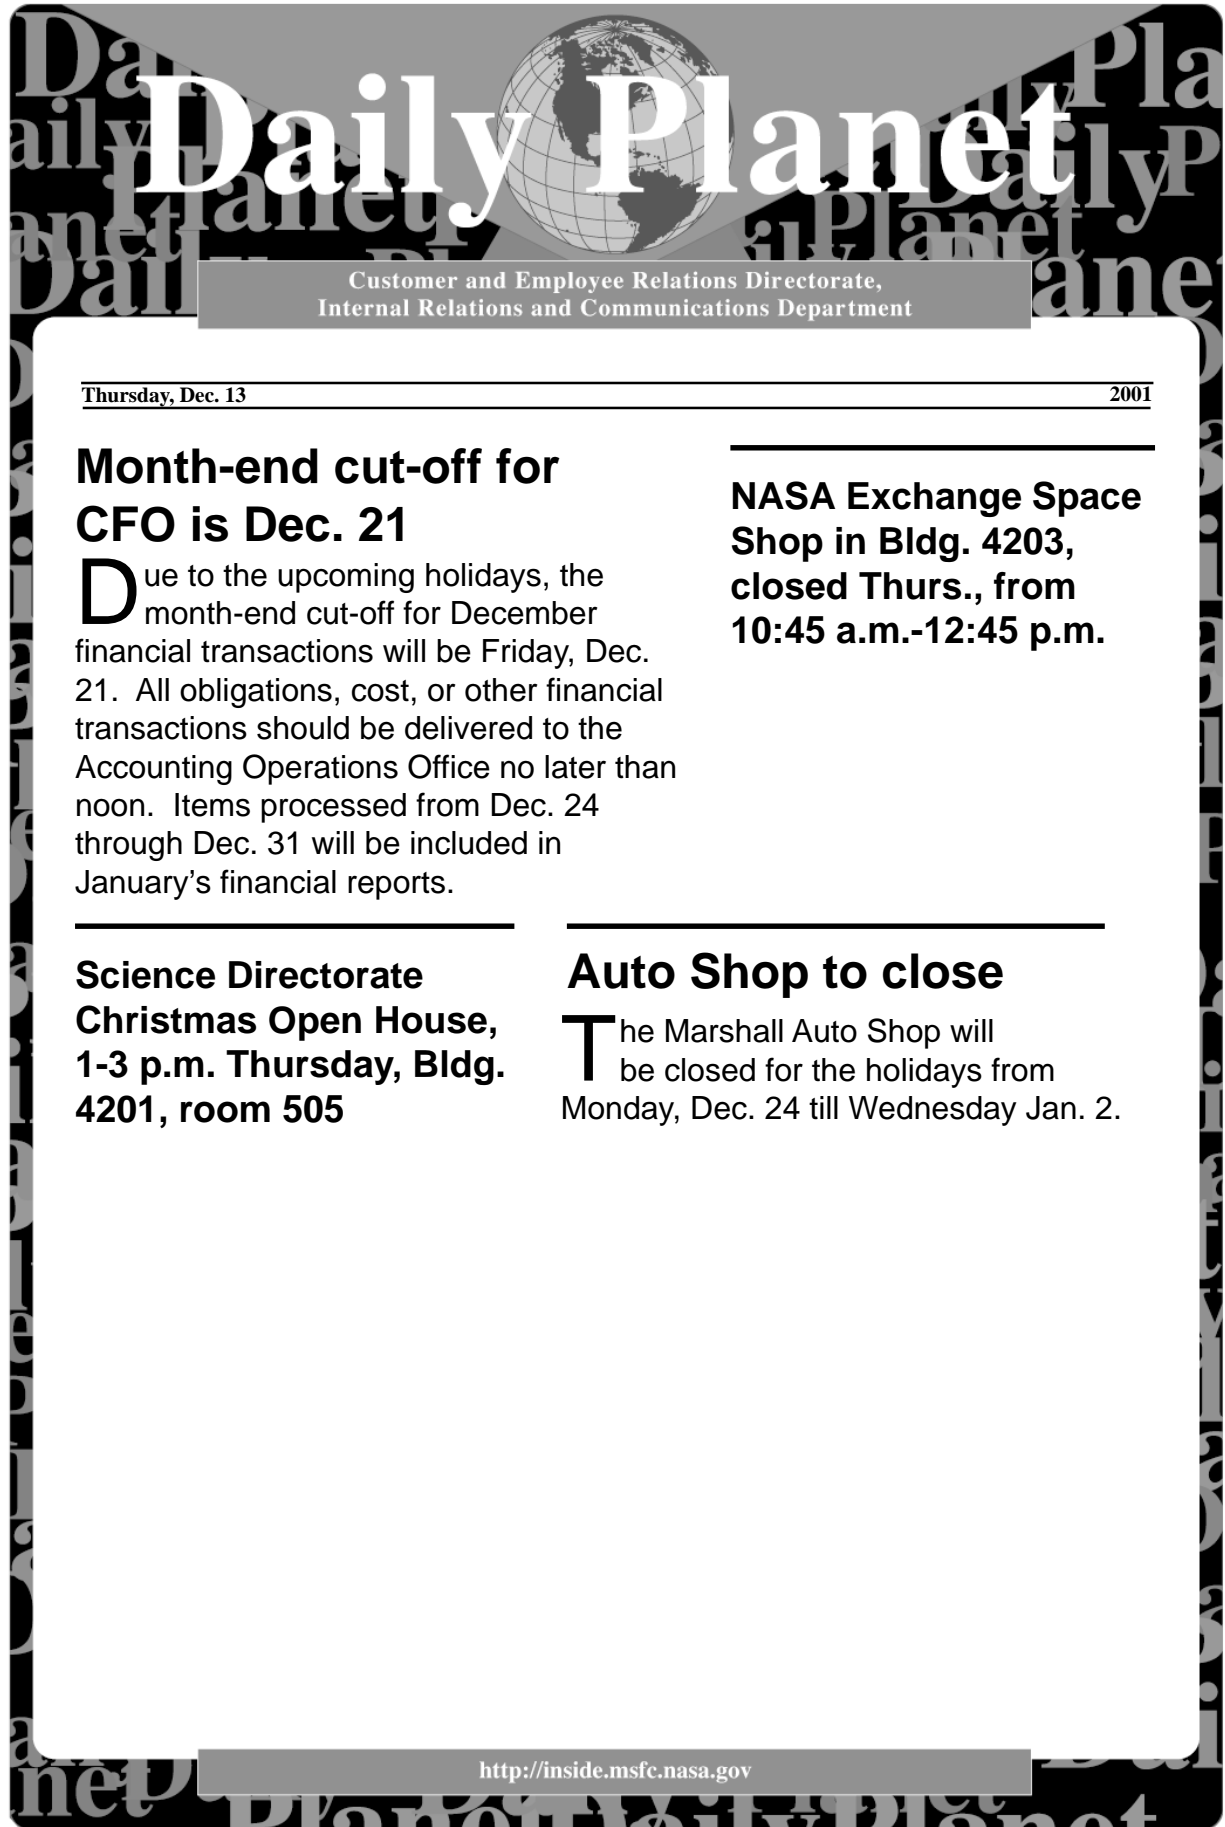 Daily Planet
Customer and Employee Relations Directorate,
Internal Relations and Communications Department
Thursday, Dec. 13 2001
Month-end cut-off for
CFO is Dec. 21
Due to the upcoming holidays, the
month-end cut-off for December
financial transactions will be Friday, Dec.
21.  All obligations, cost, or other financial
transactions should be delivered to the
Accounting Operations Office no later than
noon.  Items processed from Dec. 24
through Dec. 31 will be included in
January's financial reports.
NASA Exchange Space
Shop in Bldg. 4203,
closed Thurs., from
10:45 a.m.-12:45 p.m.
Science Directorate
Christmas Open House,
1-3 p.m. Thursday, Bldg.
4201, room 505
Auto Shop to close
The Marshall Auto Shop will
be closed for the holidays from
Monday, Dec. 24 till Wednesday Jan. 2.
http://inside.msfc.nasa.gov